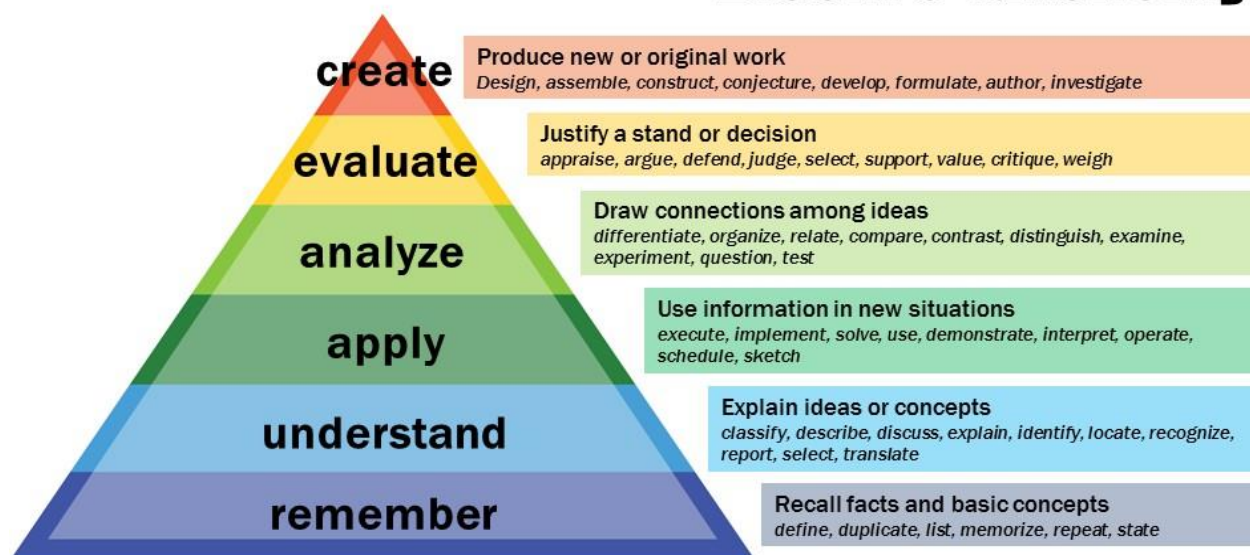 create
Produce new or original work
Design, assemble, construct, conjecture, develop, formulate, author, investigate
evaluate
Justify a stand or decision
appraise, argue, defend, judge, select, support, value, critique, weigh
analyze
Draw connections among ideas
differentiate, organize, relate, compare, contrast, distinguish, examine,
experiment, question, test
apply
Use information in new situations
execute, implement, solve, use, demonstrate, interpret, operate,
schedule, sketch
understand
Explain ideas or concepts
classify, describe, discuss, explain, identify, locate, recognize,
report, select, translate
remember
Recall facts and basic concepts
define, duplicate, list, memorize, repeat, state